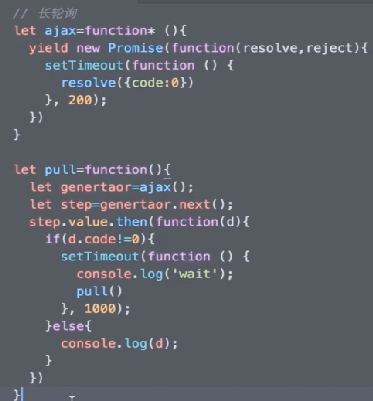 // 长轮询
let ajax=function* (){
  yield new Promise(function(resolve,reject){
    setTimeout(function () {
      resolve({code:0})
    }, 200);
  })
}

let pull=function(){
  let genertaor=ajax();
  let step=genertaor.next();
  step.value.then(function(d){
    if(d.code!=0){
      setTimeout(function () {
        console.log('wait');
        pull()
      }, 1000);
    }else{
      console.log(d);
    }
  })
}